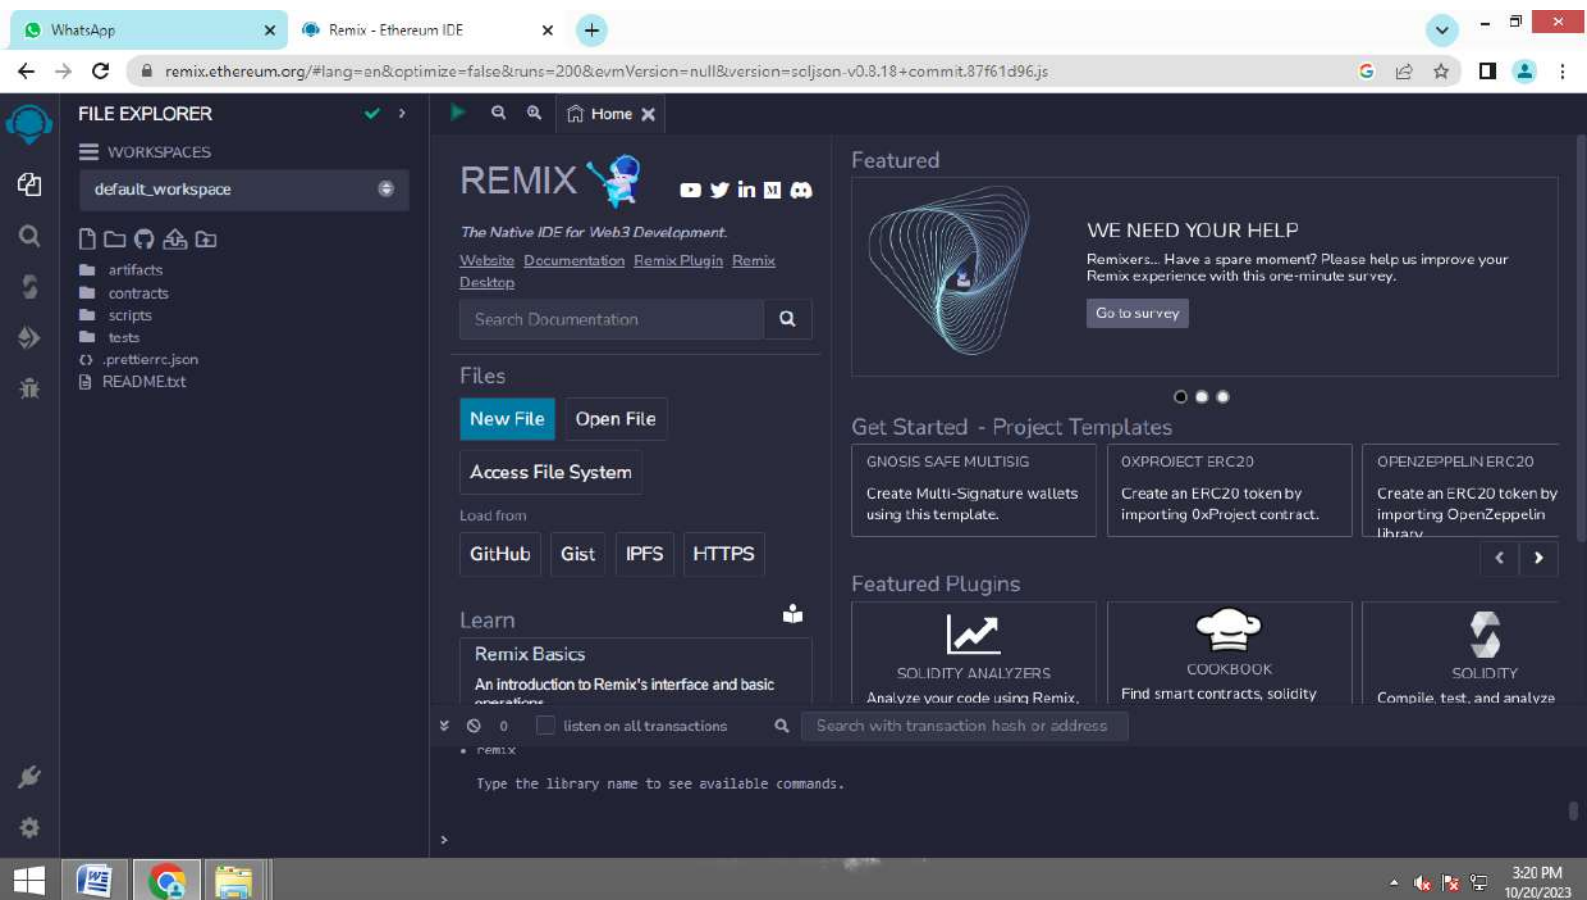 WhatsApp
Remix - Ethereum IDE
remix.ethereum.org/#lang=en&optimize=false&runs=200&evmVersion=null&version=soljson-v0.8.18+commit.87f61d96.js
FILE EXPLORER
WORKSPACES
default_workspace
artifacts
contracts
scripts
tests
.prettierrc.json
README.txt
Home
REMIX
The Native IDE for Web3 Development.
Website Documentation Remix Plugin Remix
Desktop
Search Documentation
Files
New File Open File
Access File System
Load from
GitHub Gist IPFS HTTPS
Learn
Remix Basics
An introduction to Remix's interface and basic
operations
Featured
WE NEED YOUR HELP
Remixers... Have a spare moment? Please help us improve your
Remix experience with this one-minute survey.
Go to survey
Get Started - Project Templates
GNOSIS SAFE MULTISIG
Create Multi-Signature wallets
using this template.
0XPROJECT ERC20
Create an ERC20 token by
importing 0xProject contract.
OPENZEPPELIN ERC20
Create an ERC20 token by
importing OpenZeppelin
library
Featured Plugins
SOLIDITY ANALYZERS
Analyze your code using Remix,
COOKBOOK
Find smart contracts, solidity
SOLIDITY
Compile, test, and analyze
0 listen on all transactions Search with transaction hash or address
• remix
Type the library name to see available commands.
>
3:20 PM
10/20/2023